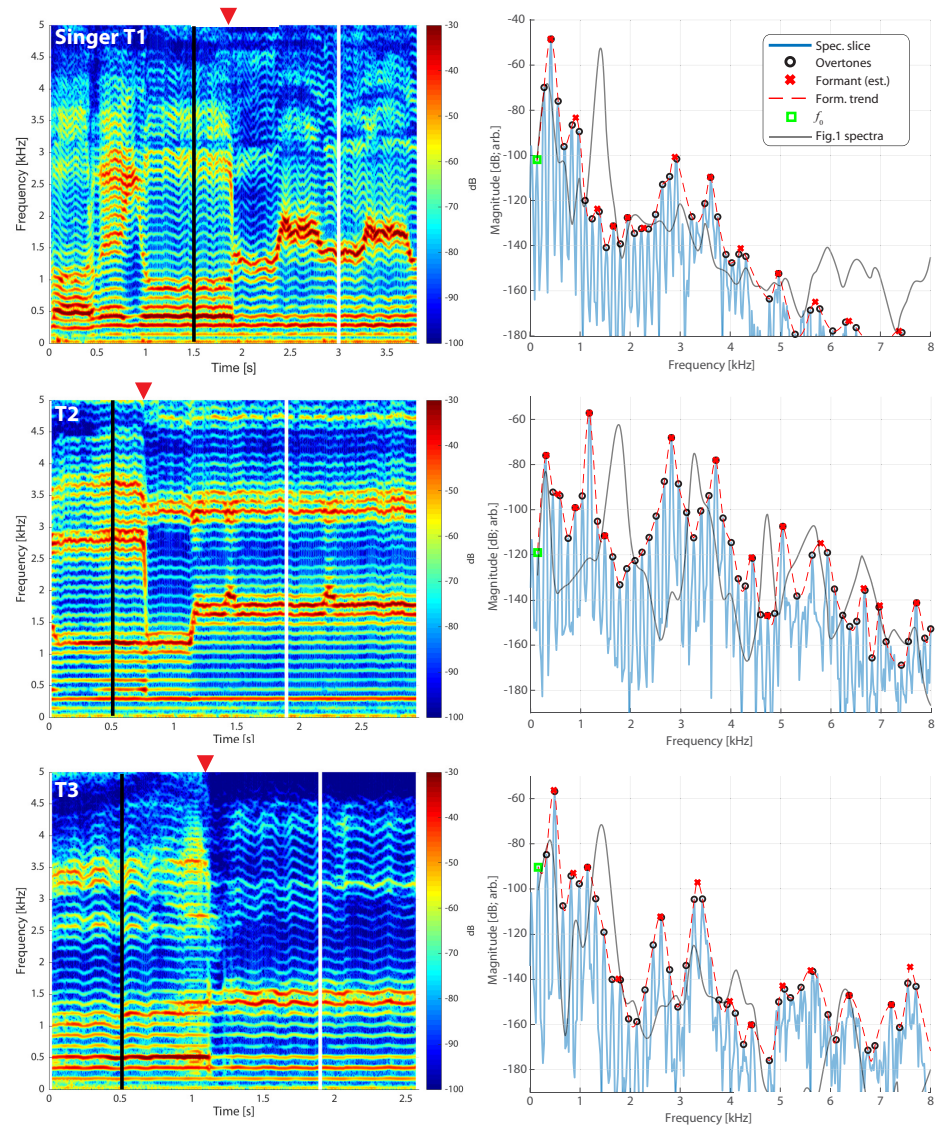 Singer T1
Frequency [kHz]
5
4.5
4
3.5
3
2.5
2
1.5
1
0.5
0
0 0.5 1 1.5 2 2.5 3 3.5
Time [s]
-30
-40
-50
-60
-70
-80
-90
-100
dB
Magnitude [dB; arb.]
-40
-60
-80
-100
-120
-140
-160
-180
0 1 2 3 4 5 6 7 8
Frequency [kHz]
Spec. slice
Overtones
Formant (est.)
Form. trend
f0
Fig.1 spectra
T2
Frequency [kHz]
5
4.5
4
3.5
3
2.5
2
1.5
1
0.5
0
0 0.5 1 1.5 2 2.5
Time [s]
-30
-40
-50
-60
-70
-80
-90
-100
dB
Magnitude [dB; arb.]
-60
-80
-100
-120
-140
-160
-180
0 1 2 3 4 5 6 7 8
Frequency [kHz]
T3
Frequency [kHz]
5
4.5
4
3.5
3
2.5
2
1.5
1
0.5
0
0 0.5 1 1.5 2 2.5
Time [s]
-30
-40
-50
-60
-70
-80
-90
-100
dB
Magnitude [dB; arb.]
-60
-80
-100
-120
-140
-160
-180
0 1 2 3 4 5 6 7 8
Frequency [kHz]